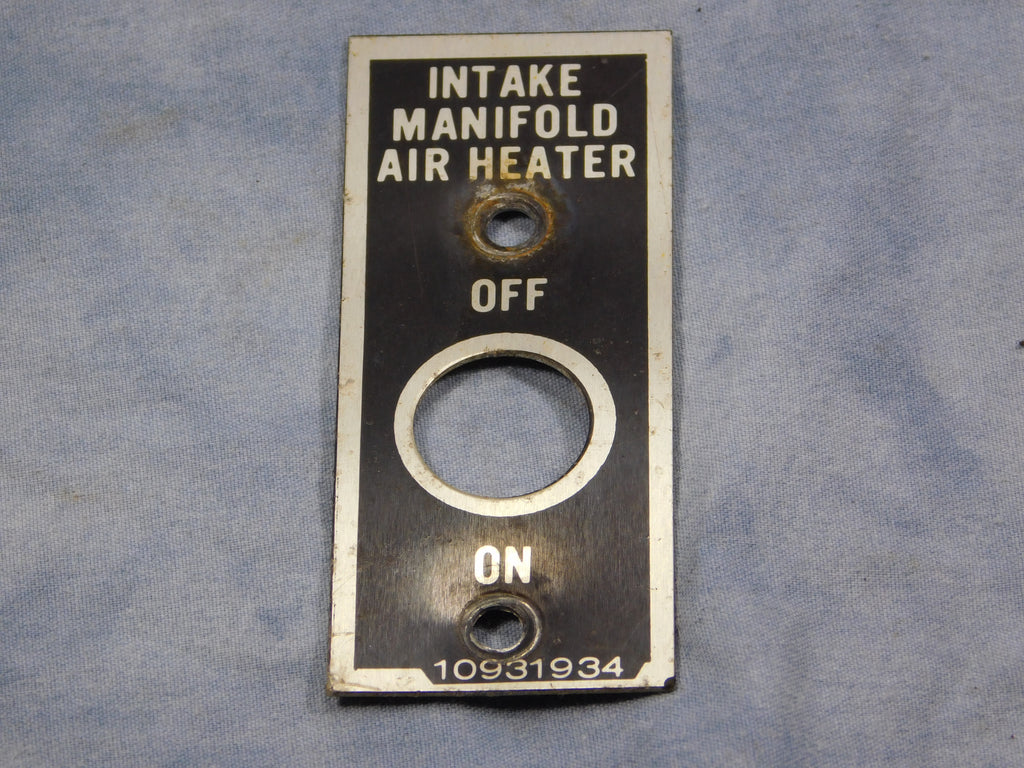 INTAKE
MANIFOLD
AIR HEATER
OFF
ON
10931934